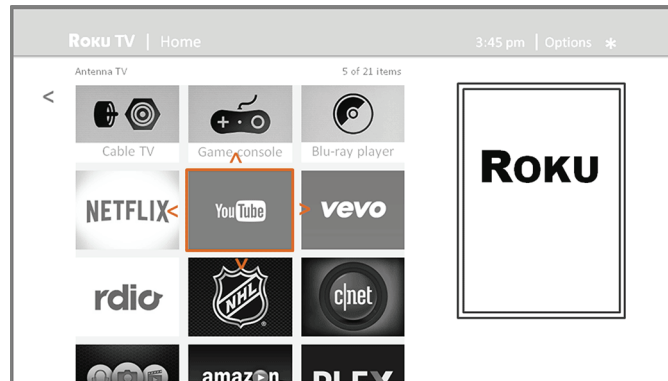 ROKU TV | Home
3:45 pm | Options *
Antenna TV
5 of 21 items
<
Cable TV
Game console
Blu-ray player
NETFLIX
YouTube
vevo
rdio
NHL
c|net
amazon
PLEX
ROKU